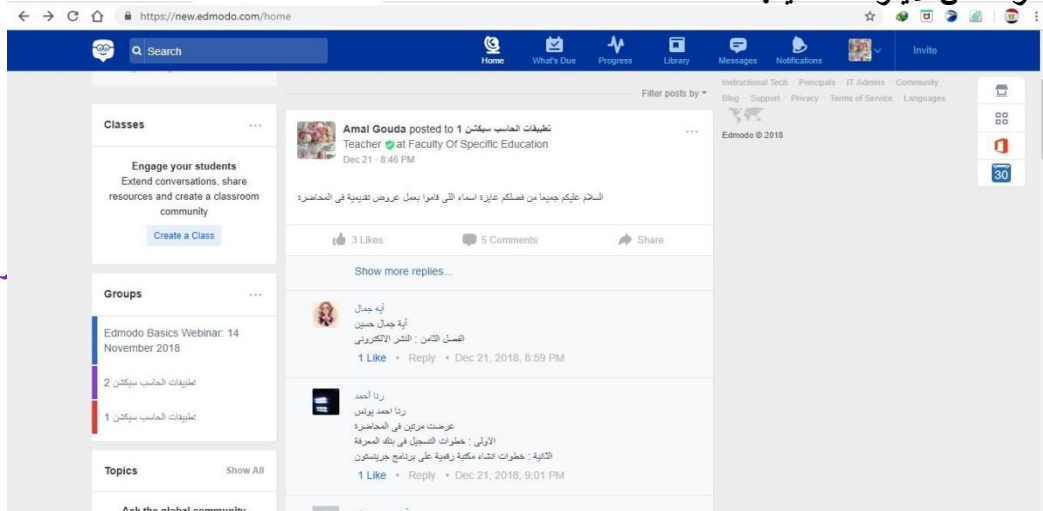 https://new.edmodo.com/home
Search
Home
What's Due
Progress
Library
Messages
Notifications
Invite
Filter posts by
Instructional Tech · Principals · IT Admins · Community ·
Blog · Support · Privacy · Terms of Service · Languages
Edmodo © 2018
30
Classes
Engage your students
Extend conversations, share
resources and create a classroom
community
Create a Class
Groups
Edmodo Basics Webinar: 14
November 2018
تطبيقات الحاسب سيكشن 2
تطبيقات الحاسب سيكشن 1
Topics Show All
Ask the global community
Amal Gouda posted to تطبيقات الحاسب سيكشن 1
Teacher at Faculty Of Specific Education
Dec 21 · 8:46 PM
السلام عليكم جميعا من فضلكم عايزة اسماء اللى قاموا بعمل عروض تقديمية فى المحاضرة
3 Likes 5 Comments Share
Show more replies...
آيه جمال
آية جمال حسين
الفصل الثامن : النشر الالكترونى
1 Like • Reply • Dec 21, 2018, 8:59 PM
رنا أحمد
رنا احمد يونس
عرضت مرتين فى المحاضرة
الاولى : خطوات التسجيل فى بنك المعرفة
الثانية : خطوات انشاء مكتبة رقمية على برنامج جرينستون
1 Like • Reply • Dec 21, 2018, 9:01 PM